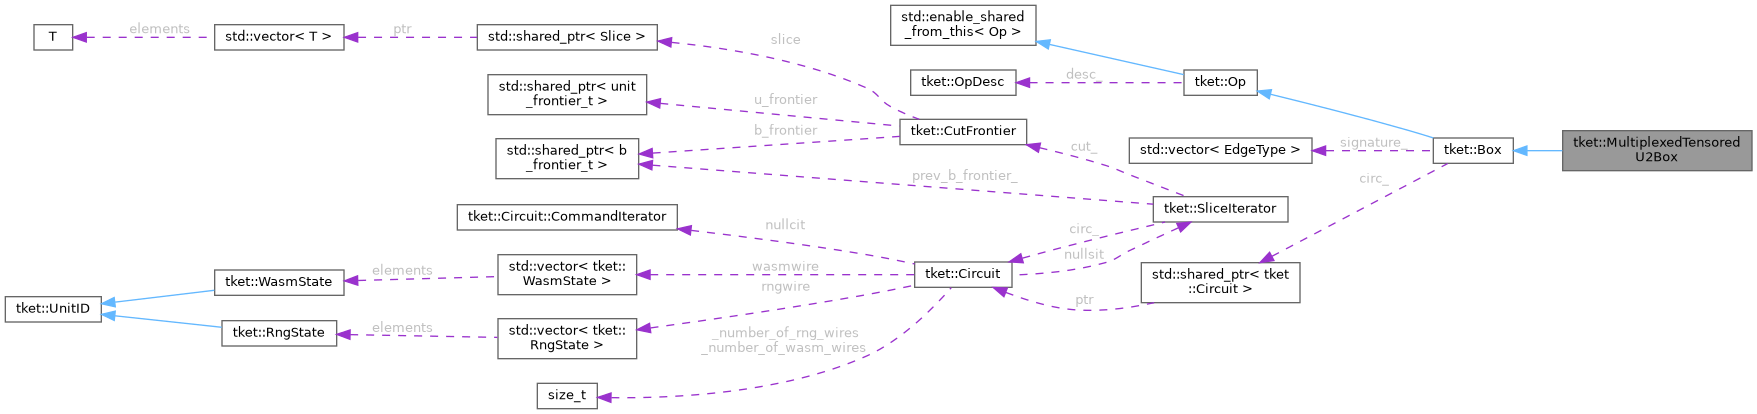 std::enable_shared
_from_this< Op >
T
elements
std::vector< T >
ptr
std::shared_ptr< Slice >
slice
tket::OpDesc
desc_
tket::Op
std::shared_ptr< unit
_frontier_t >
u_frontier
tket::CutFrontier
b_frontier
std::shared_ptr< b
_frontier_t >
cut_
std::vector< EdgeType >
signature_
tket::Box
tket::MultiplexedTensored
U2Box
prev_b_frontier_
circ_
tket::SliceIterator
tket::Circuit::CommandIterator
nullcit
circ_
nullsit
tket::UnitID
tket::WasmState
elements
std::vector< tket::
WasmState >
wasmwire
rngwire
tket::Circuit
std::shared_ptr< tket
::Circuit >
ptr
tket::RngState
elements
std::vector< tket::
RngState >
_number_of_rng_wires
_number_of_wasm_wires
size_t